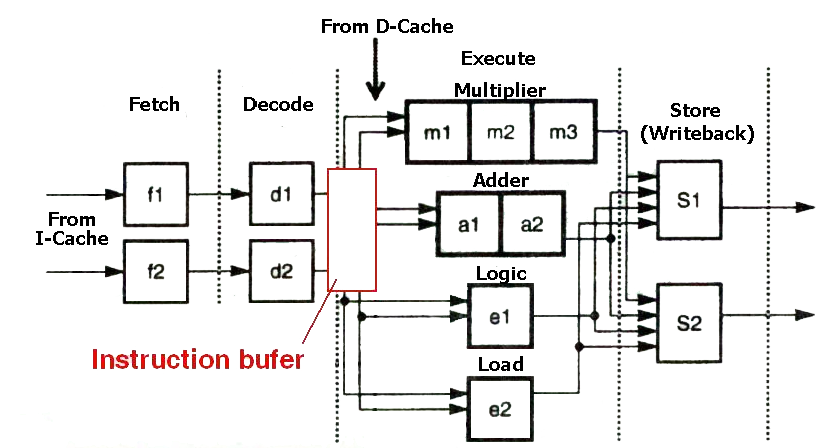 From D-Cache
Execute
Multiplier
Fetch
Decode
Store
(Writeback)
m1 m2 m3
Adder
f1
d1
a1 a2
S1
From
I-Cache
f2
d2
Logic
e1
S2
Instruction bufer
Load
e2